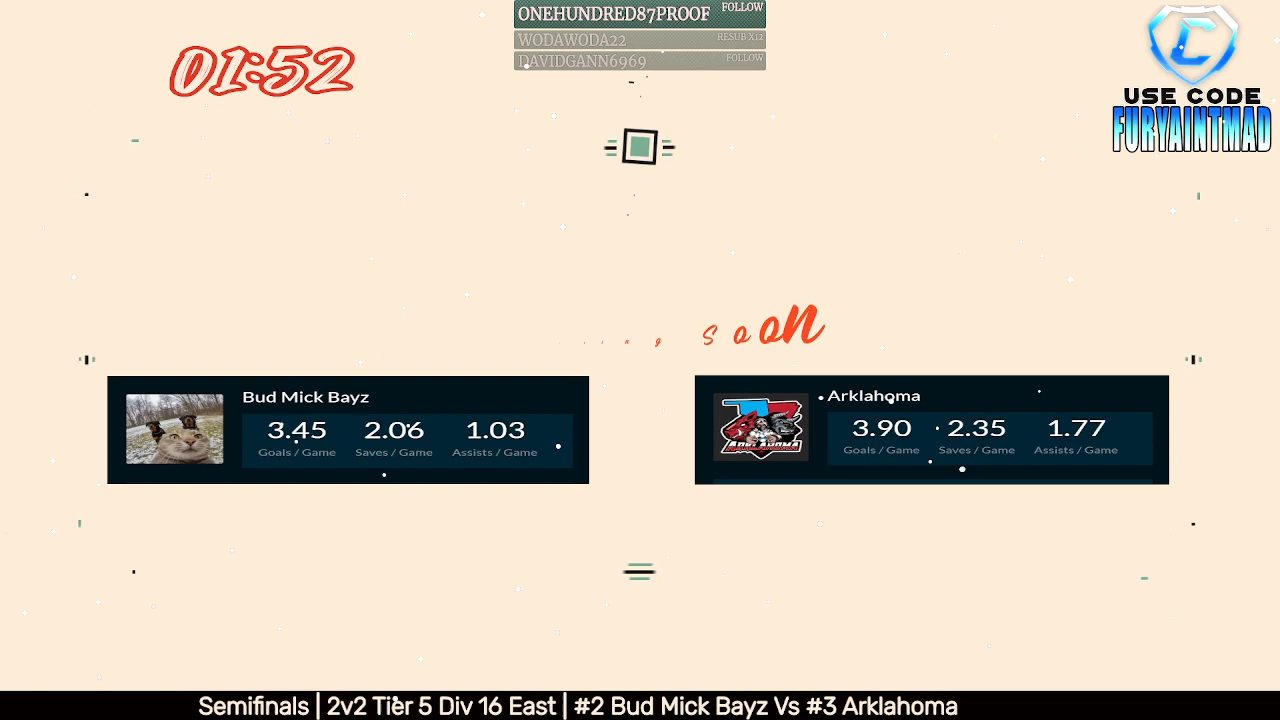 ONEHUNDRED87PROOF FOLLOW
WODAWODA22 RESUB X12
DAVIDGANN6969 FOLLOW
01:52
USE CODE
FURYAINTMAD
n g soon
Bud Mick Bayz
3.45 2.06 1.03
Goals / Game Saves / Game Assists / Game
Arklahoma
3.90 2.35 1.77
Goals / Game Saves / Game Assists / Game
ARKLAHOMA
Semifinals | 2v2 Tier 5 Div 16 East | #2 Bud Mick Bayz Vs #3 Arklahoma